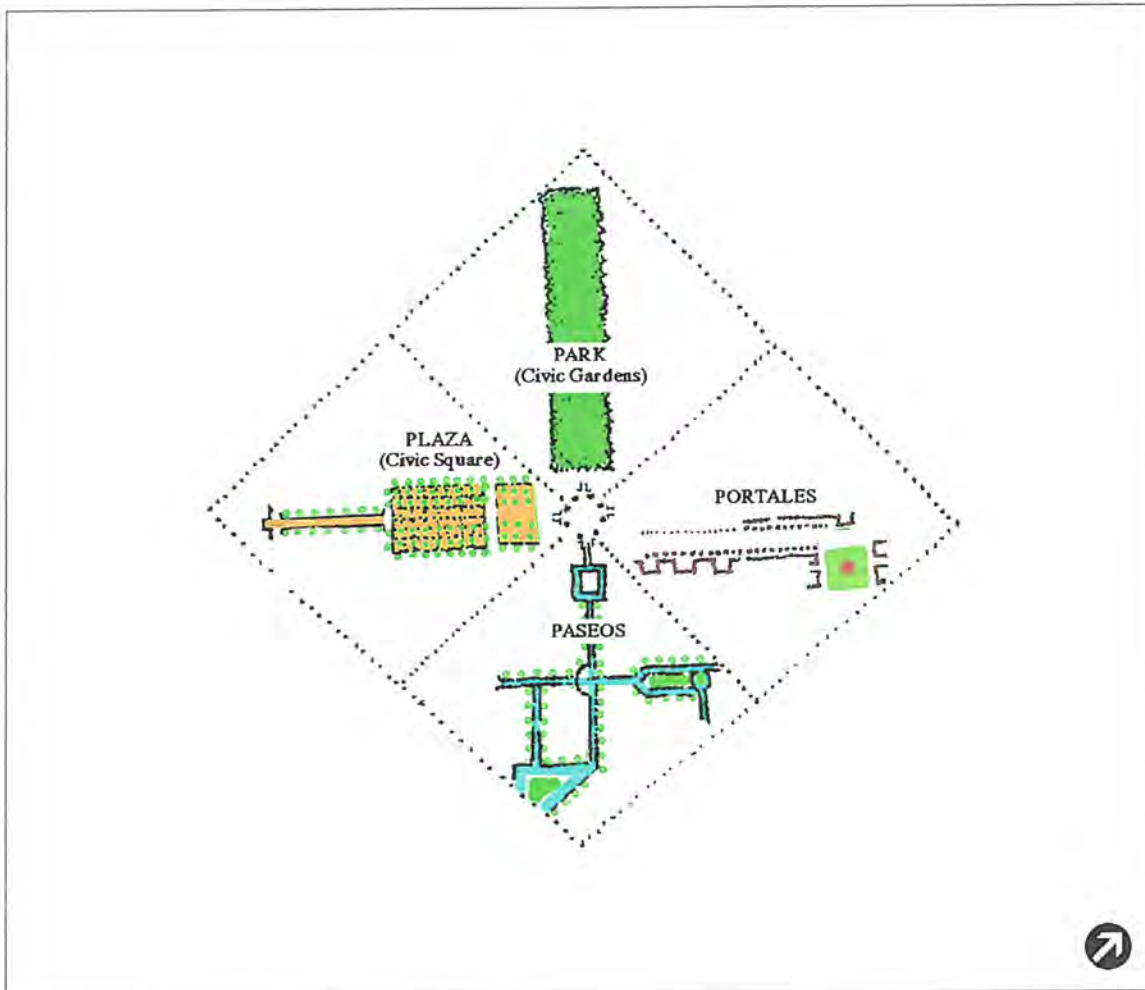 PARK
(Civic Gardens)
PLAZA
(Civic Square)
PORTALES
PASEOS